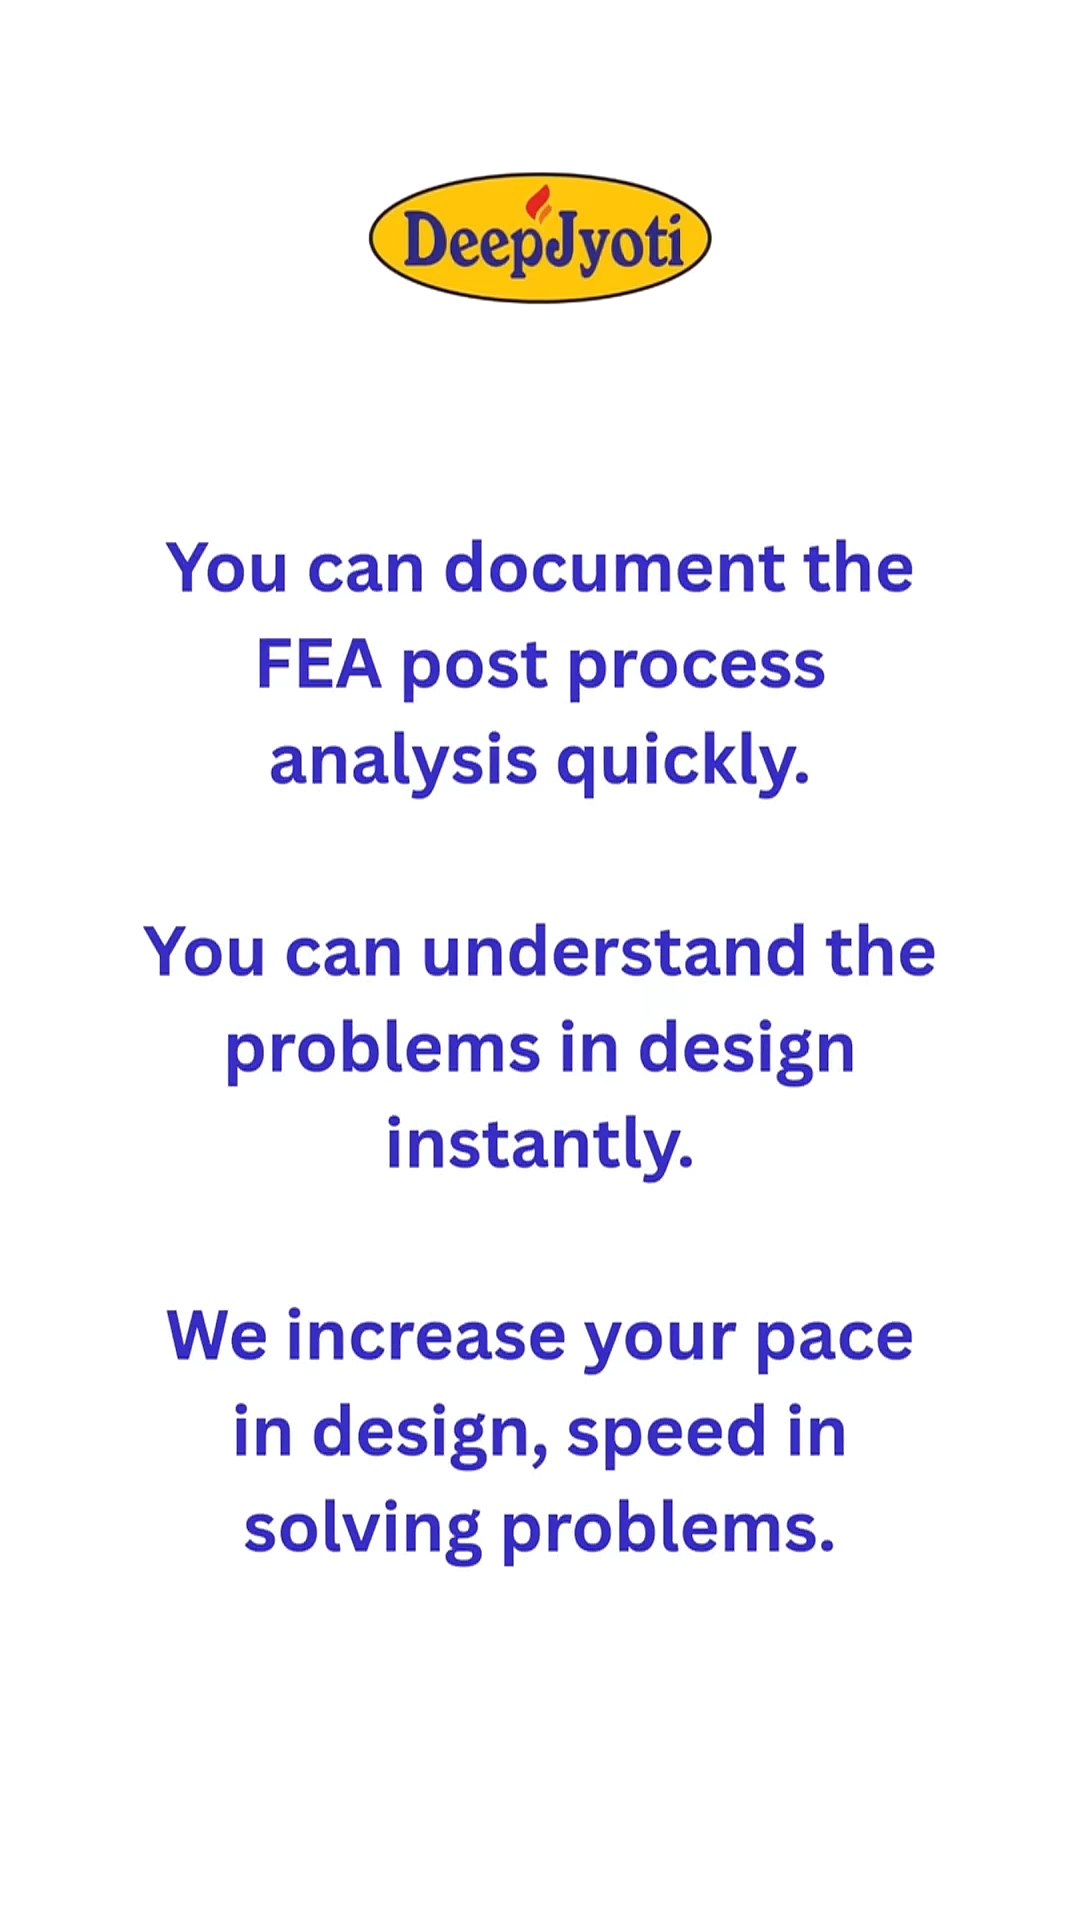 DeepJyoti
You can document the
FEA post process
analysis quickly.
You can understand the
problems in design
instantly.
We increase your pace
in design, speed in
solving problems.